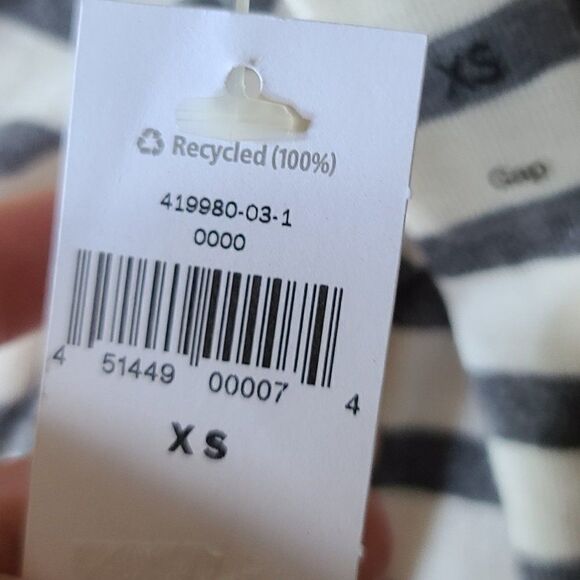 XS
Gap
Recycled (100%)
419980-03-1
0000
4 51449 00007 4
XS